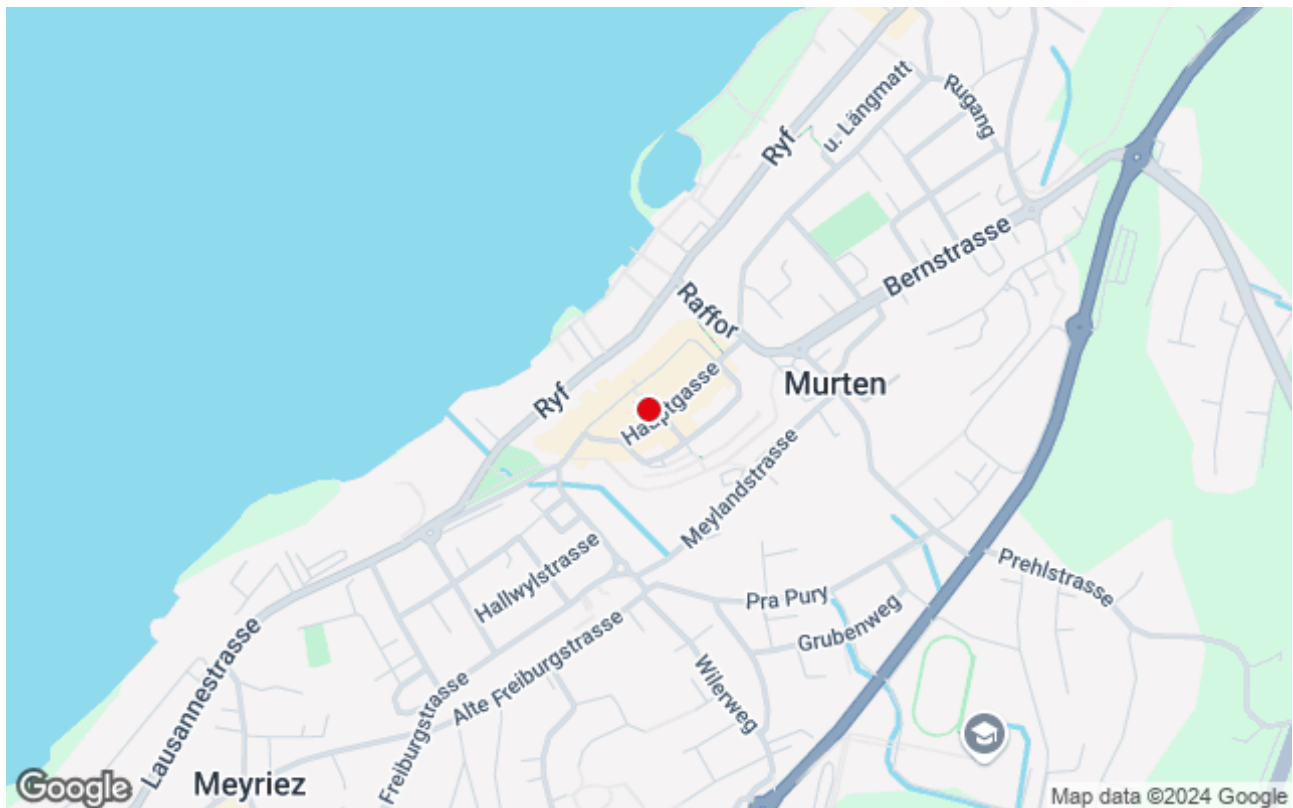 u. Längmatt
Rugang
Ryf
Bernstrasse
Raffor
Murten
Hauptgasse
Ryf
Meylandstrasse
Hallwylstrasse
Prehlstrasse
Pra Pury
Grubenweg
Lausannestrasse
Alte Freiburgstrasse
Wilerweg
Freiburgstrasse
Meyriez
Google
Map data ©2024 Google